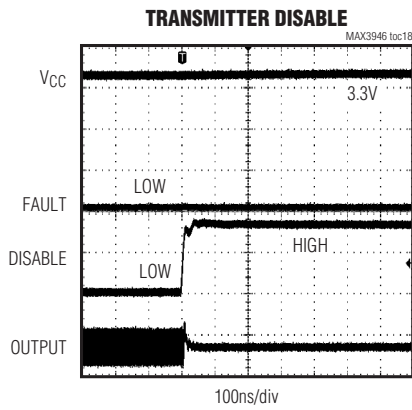 TRANSMITTER DISABLE
MAX3946 toc18
T
VCC
3.3V
LOW
FAULT
HIGH
DISABLE
LOW
OUTPUT
100ns/div